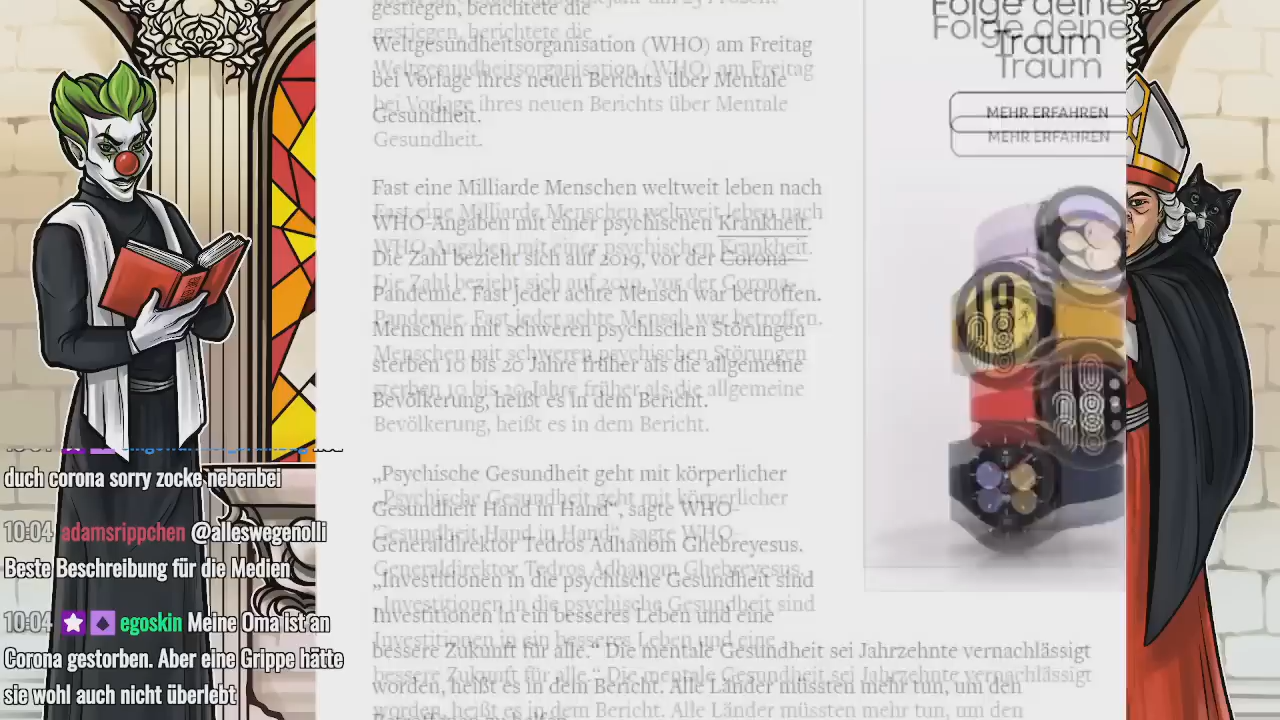 gestiegen, berichtete die
Weltgesundheitsorganisation (WHO) am Freitag
bei Vorlage ihres neuen Berichts über Mentale
Gesundheit.
Fast eine Milliarde Menschen weltweit leben nach
WHO-Angaben mit einer psychischen Krankheit.
Die Zahl bezieht sich auf 2019, vor der Corona-
Pandemie. Fast jeder achte Mensch war betroffen.
Menschen mit schweren psychischen Störungen
sterben 10 bis 20 Jahre früher als die allgemeine
Bevölkerung, heißt es in dem Bericht.
„Psychische Gesundheit geht mit körperlicher
Gesundheit Hand in Hand“, sagte WHO-
Generaldirektor Tedros Adhanom Ghebreyesus.
„Investitionen in die psychische Gesundheit sind
Investitionen in ein besseres Leben und eine
bessere Zukunft für alle.“ Die mentale Gesundheit sei Jahrzehnte vernachlässigt
worden, heißt es in dem Bericht. Alle Länder müssten mehr tun, um den
Folge deine
Traum
MEHR ERFAHREN
duch corona sorry zocke nebenbei
10:04 adamsrippchen @alleswegenolli
Beste Beschreibung für die Medien
10:04 egoskin Meine Oma ist an
Corona gestorben. Aber eine Grippe hätte
sie wohl auch nicht überlebt